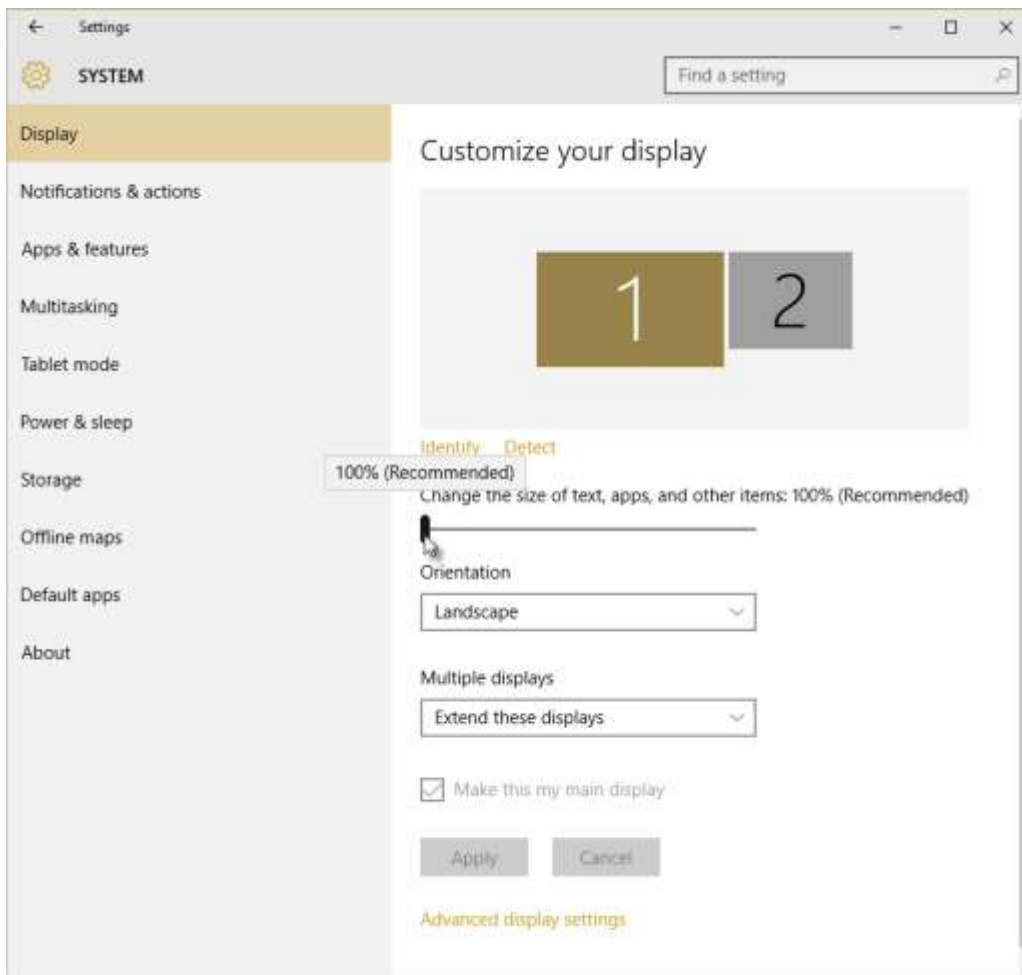 Settings
SYSTEM
Find a setting
Display
Notifications & actions
Apps & features
Multitasking
Tablet mode
Power & sleep
Storage
Offline maps
Default apps
About
Customize your display
1
2
Identify Detect
100% (Recommended)
Change the size of text, apps, and other items: 100% (Recommended)
Orientation
Landscape
Multiple displays
Extend these displays
Make this my main display
Apply Cancel
Advanced display settings